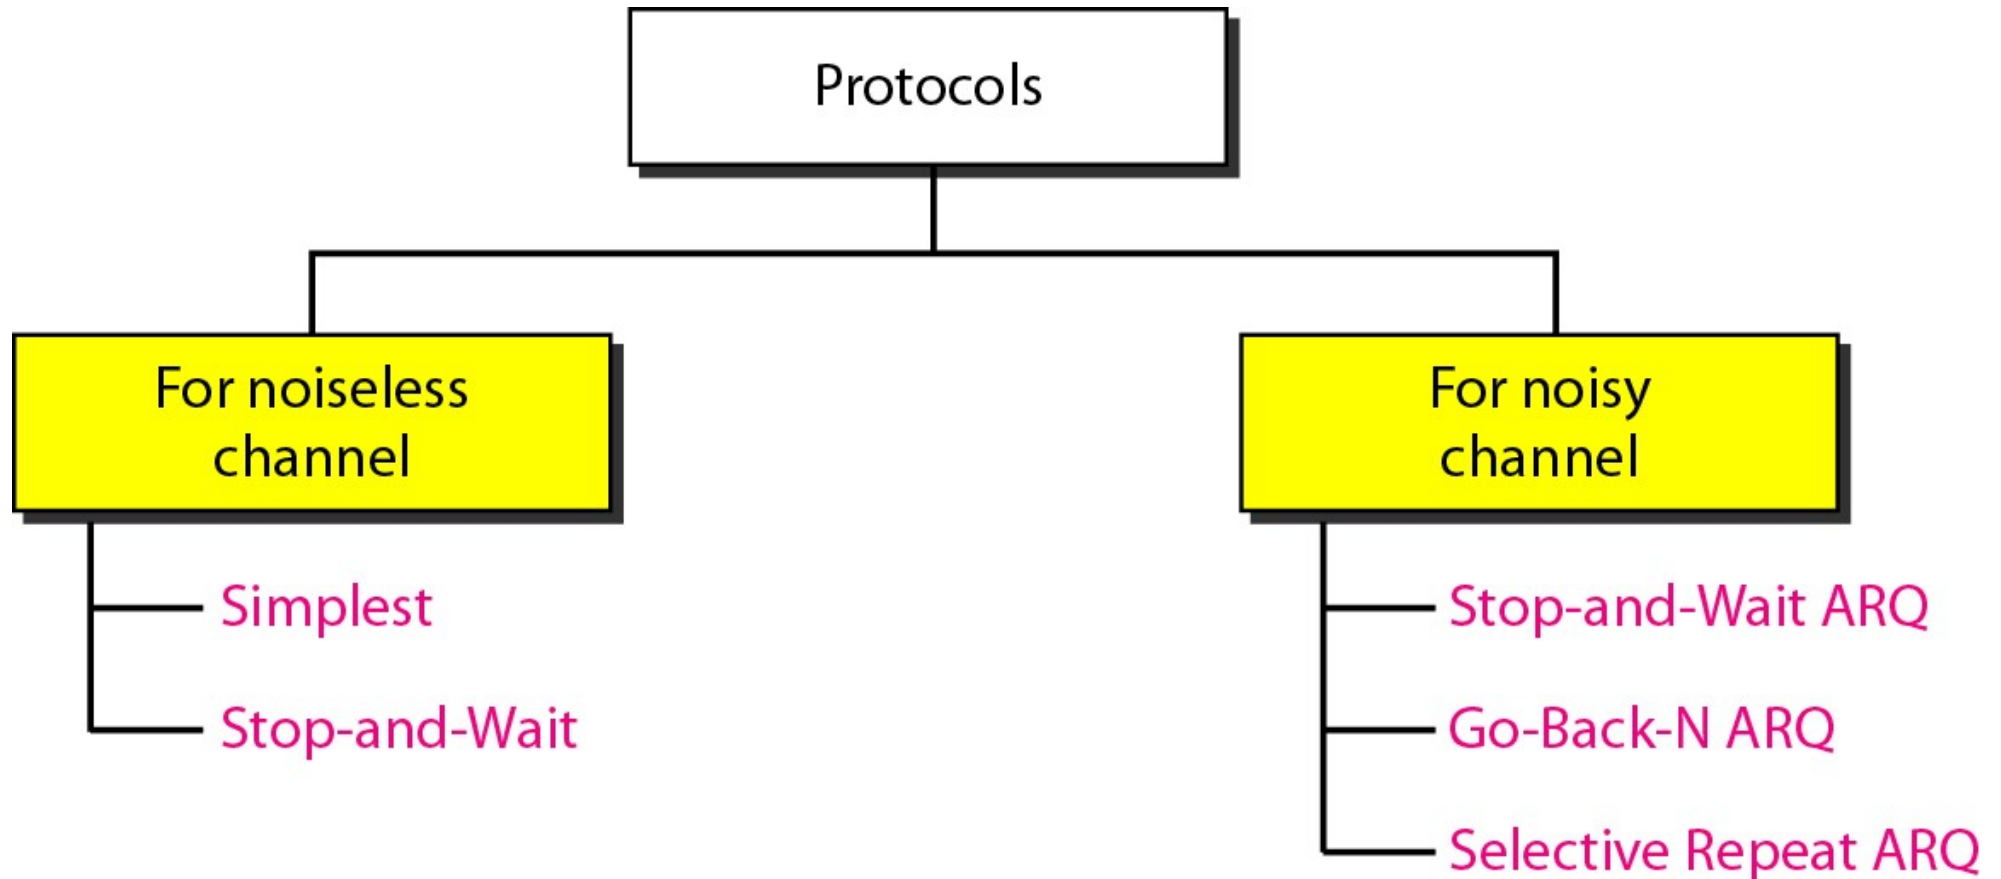 Protocols
For noiseless
channel
Simplest
Stop-and-Wait
For noisy
channel
Stop-and-Wait ARQ
Go-Back-N ARQ
Selective Repeat ARQ